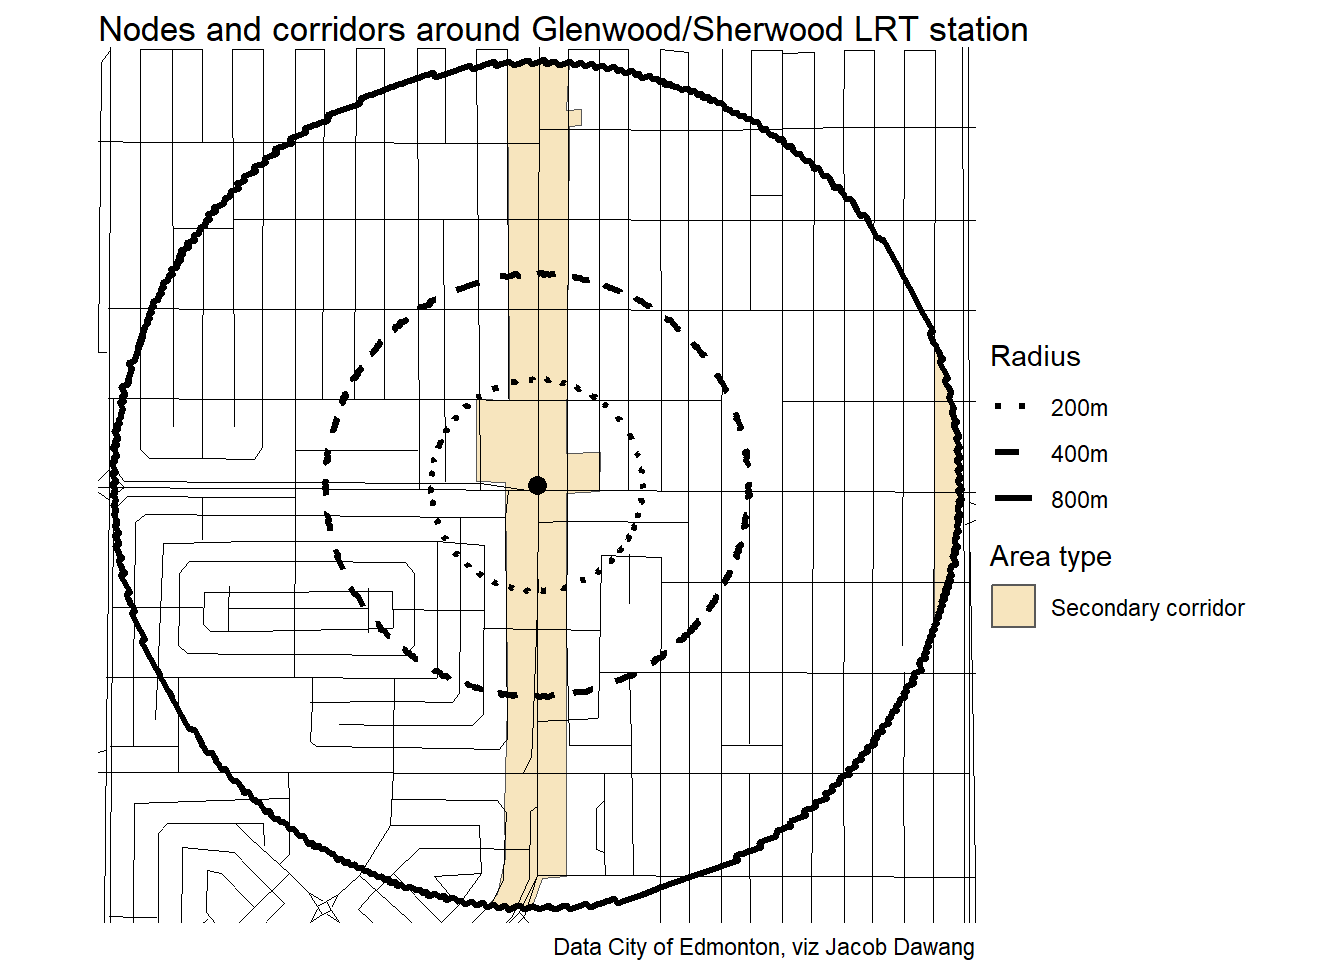 Nodes and corridors around Glenwood/Sherwood LRT station
Radius
200m
400m
800m
Area type
Secondary corridor
Data City of Edmonton, viz Jacob Dawang